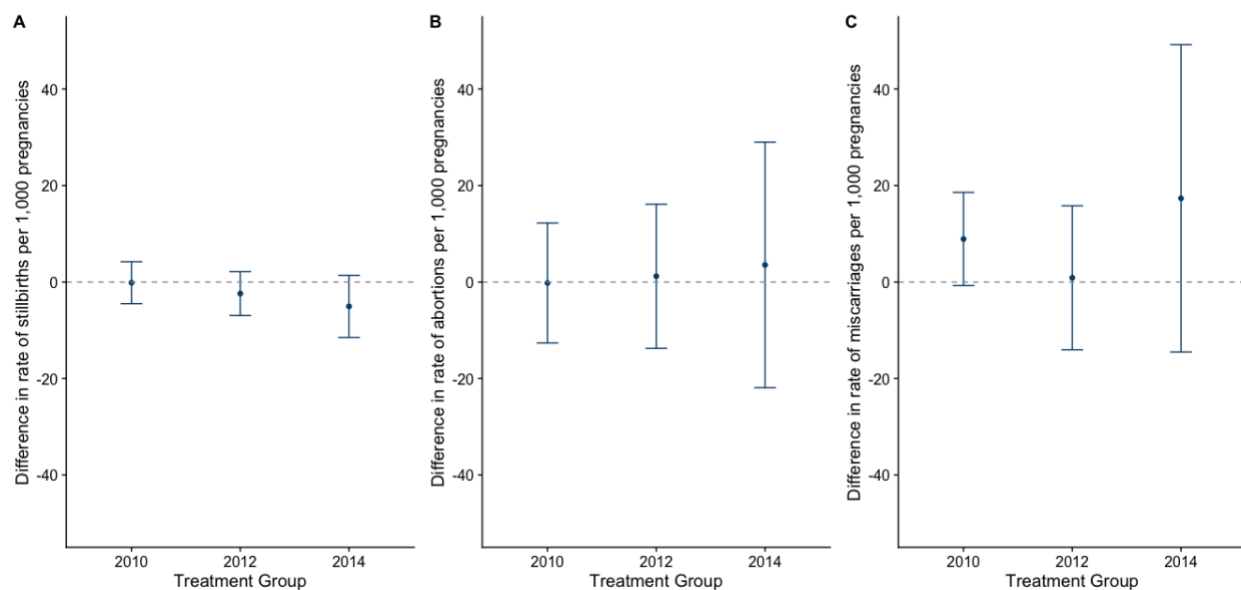 A
Difference in rate of stillbirths per 1,000 pregnancies
40
20
0
-20
-40
2010 2012 2014
Treatment Group
B
Difference in rate of abortions per 1,000 pregnancies
40
20
0
-20
-40
2010 2012 2014
Treatment Group
C
Difference in rate of miscarriages per 1,000 pregnancies
40
20
0
-20
-40
2010 2012 2014
Treatment Group